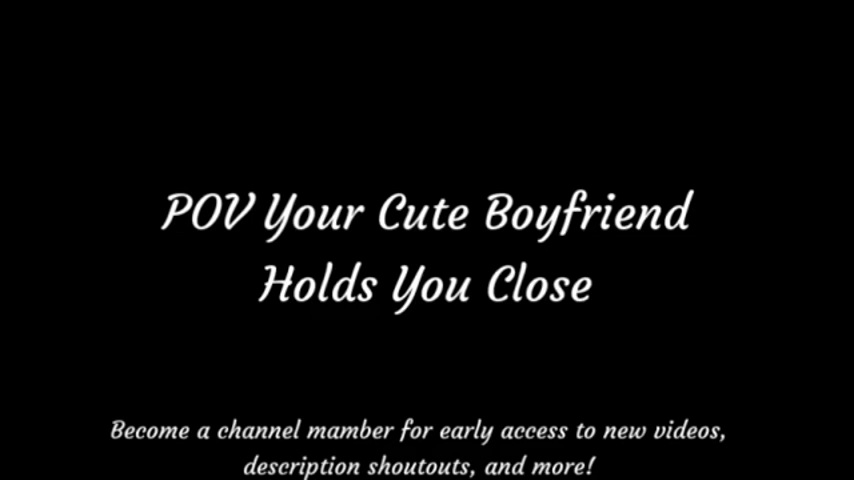 POV Your Cute Boyfriend
Holds You Close
Become a channel mamber for early access to new videos,
description shoutouts, and more!